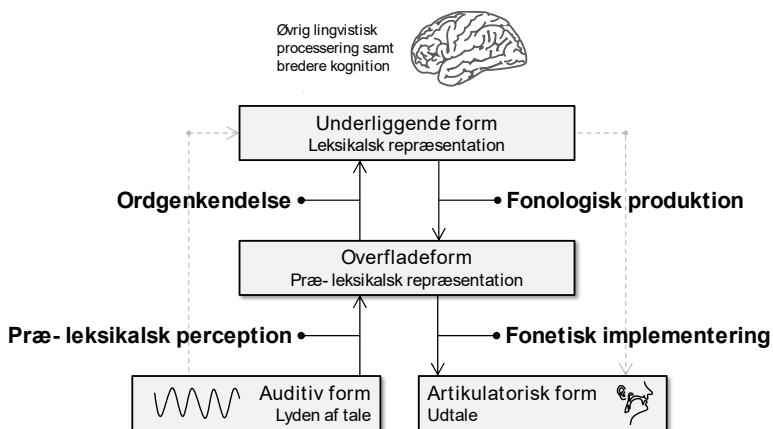 Øvrig lingvistisk
processering samt
bredere kognition
Underliggende form
Leksikalsk repræsentation
Ordgenkendelse
Fonologisk produktion
Overfladeform
Præ- leksikalsk repræsentation
Præ- leksikalsk perception
Fonetisk implementering
Auditiv form
Lyden af tale
Artikulatorisk form
Udtale